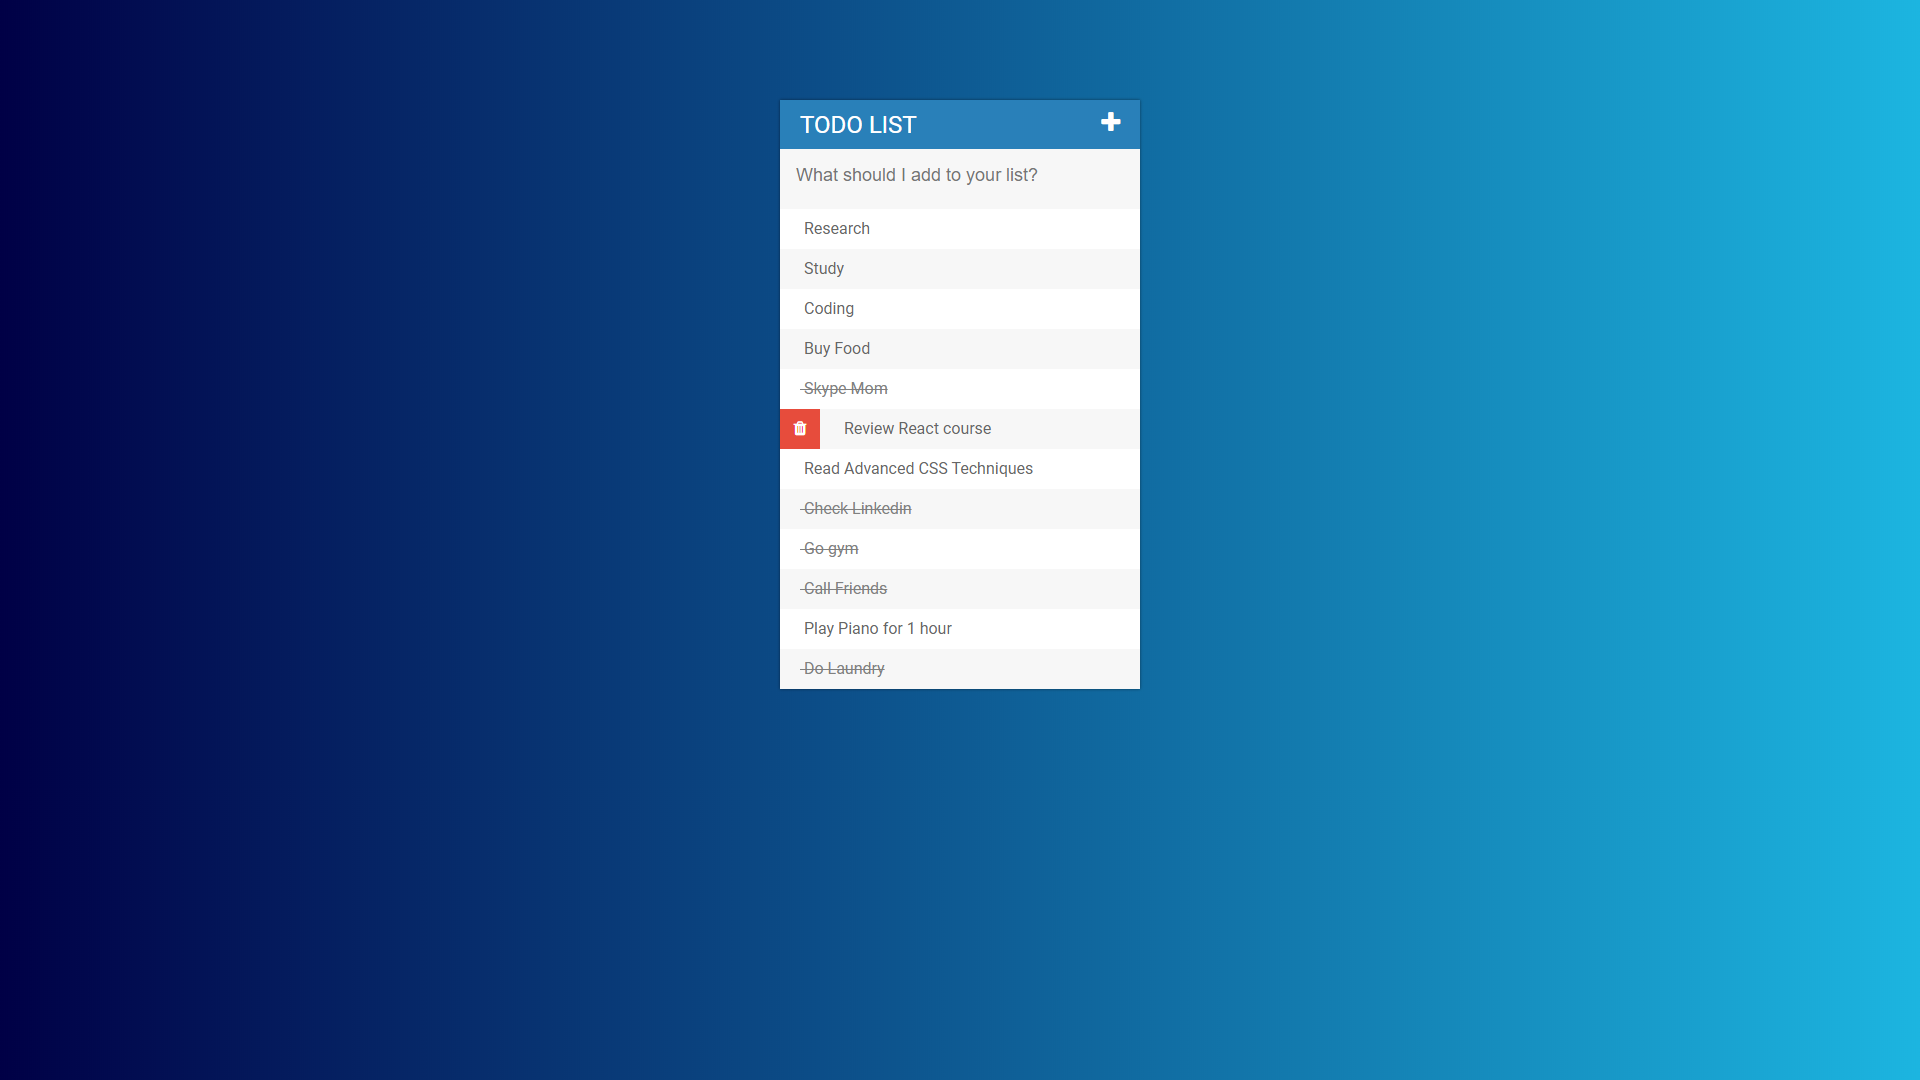 TODO LIST
What should I add to your list?
Research
Study
Coding
Buy Food
Skype Mom
Review React course
Read Advanced CSS Techniques
Check Linkedin
Go gym
Call Friends
Play Piano for 1 hour
Do Laundry